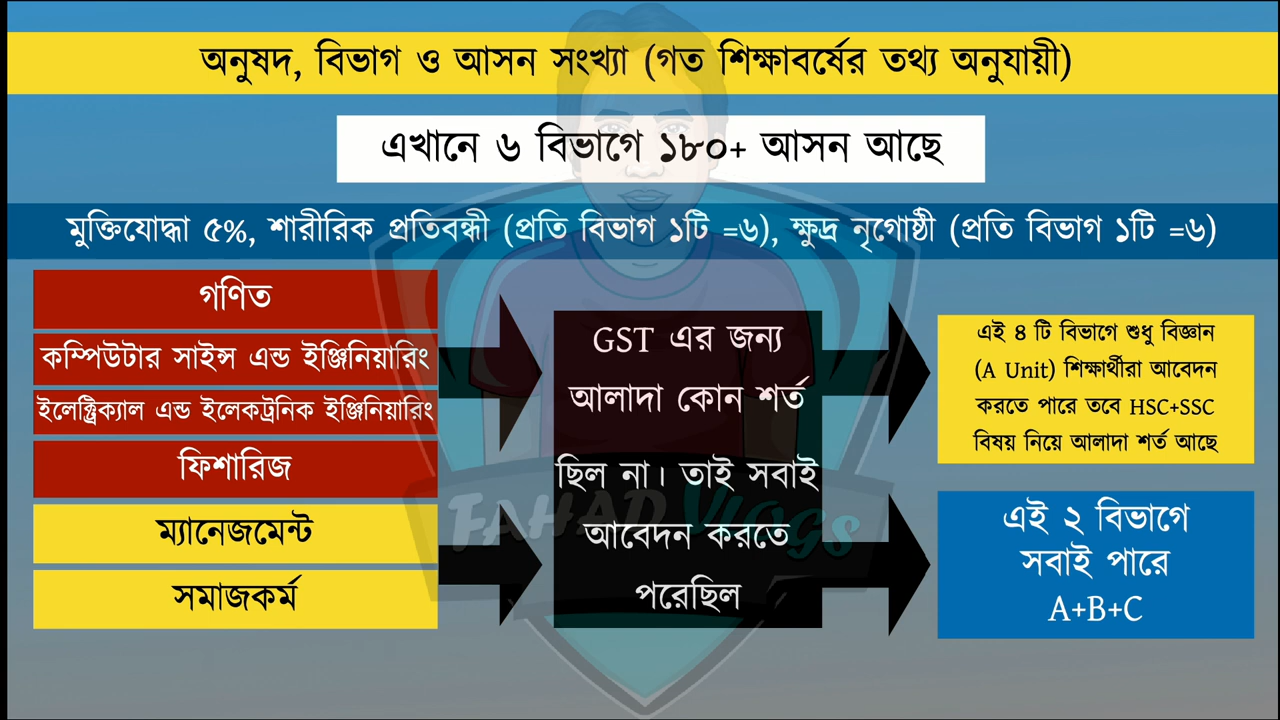 অনুষদ, বিভাগ ও আসন সংখ্যা (গত শিক্ষাবর্ষের তথ্য অনুযায়ী)
এখানে ৬ বিভাগে ১৮০+ আসন আছে
মুক্তিযোদ্ধা ৫%, শারীরিক প্রতিবন্ধী (প্রতি বিভাগ ১টি =৬), ক্ষুদ্র নৃগোষ্ঠী (প্রতি বিভাগ ১টি =৬)
গণিত
কম্পিউটার সাইন্স এন্ড ইঞ্জিনিয়ারিং
ইলেক্ট্রিক্যাল এন্ড ইলেকট্রনিক ইঞ্জিনিয়ারিং
ফিশারিজ
ম্যানেজমেন্ট
সমাজকর্ম
GST এর জন্য
আলাদা কোন শর্ত
ছিল না। তাই সবাই
আবেদন করতে
পরেছিল
এই ৪ টি বিভাগে শুধু বিজ্ঞান
(A Unit) শিক্ষার্থীরা আবেদন
করতে পারে তবে HSC+SSC
বিষয় নিয়ে আলাদা শর্ত আছে
এই ২ বিভাগে
সবাই পারে
A+B+C
FAHAD VLOGS